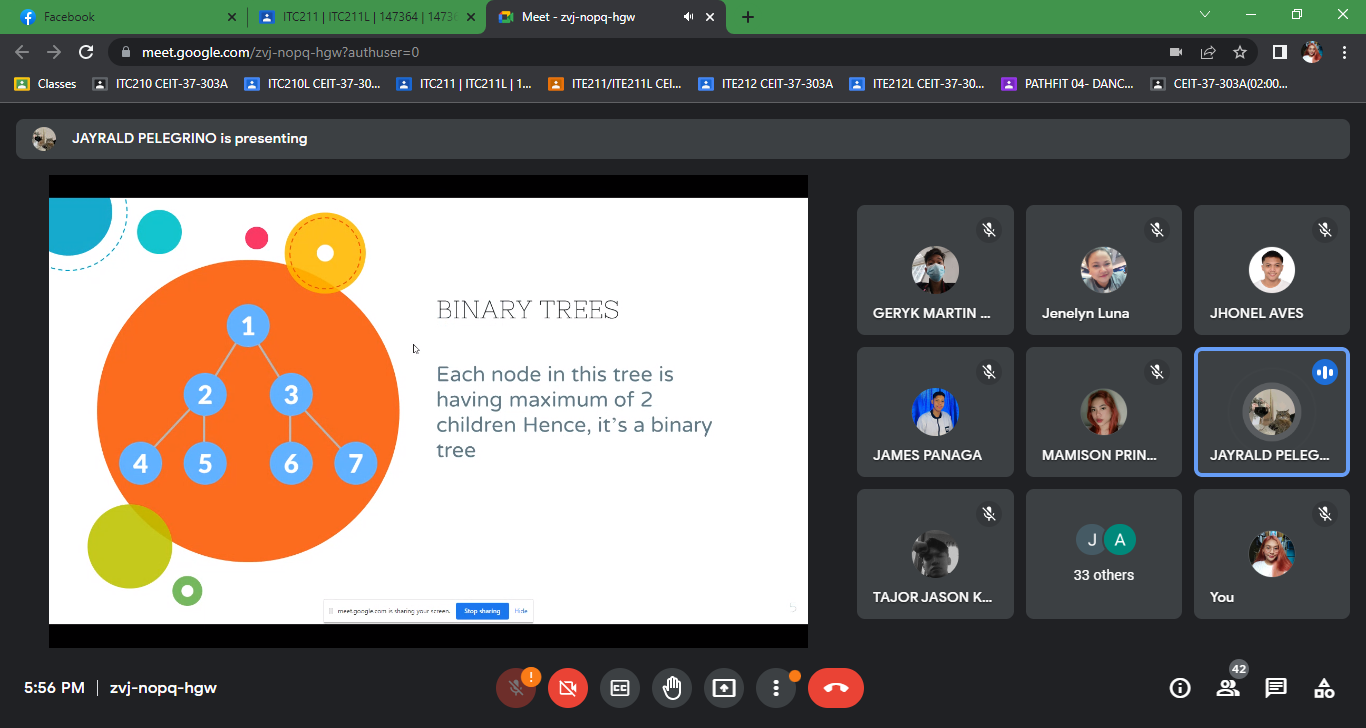 Facebook
ITC211 | ITC211L | 147364 | 1473
Meet - zvj-nopq-hgw
meet.google.com/zvj-nopq-hgw?authuser=0
Classes
ITC210 CEIT-37-303A
ITC210L CEIT-37-30...
ITC211 | ITC211L | 1...
ITE211/ITE211L CEI...
ITE212 CEIT-37-303A
ITE212L CEIT-37-30...
PATHFIT 04- DANC...
CEIT-37-303A(02:00...
JAYRALD PELEGRINO is presenting
1
2 3
4 5 6 7
BINARY TREES
Each node in this tree is
having maximum of 2
children Hence, it's a binary
tree
meet.google.com is sharing your screen.
Stop sharing
Hide
GERYK MARTIN ...
Jenelyn Luna
JHONEL AVES
JAMES PANAGA
MAMISON PRIN...
JAYRALD PELEG...
TAJOR JASON K...
J A
33 others
You
5:56 PM | zvj-nopq-hgw
!
CC
42